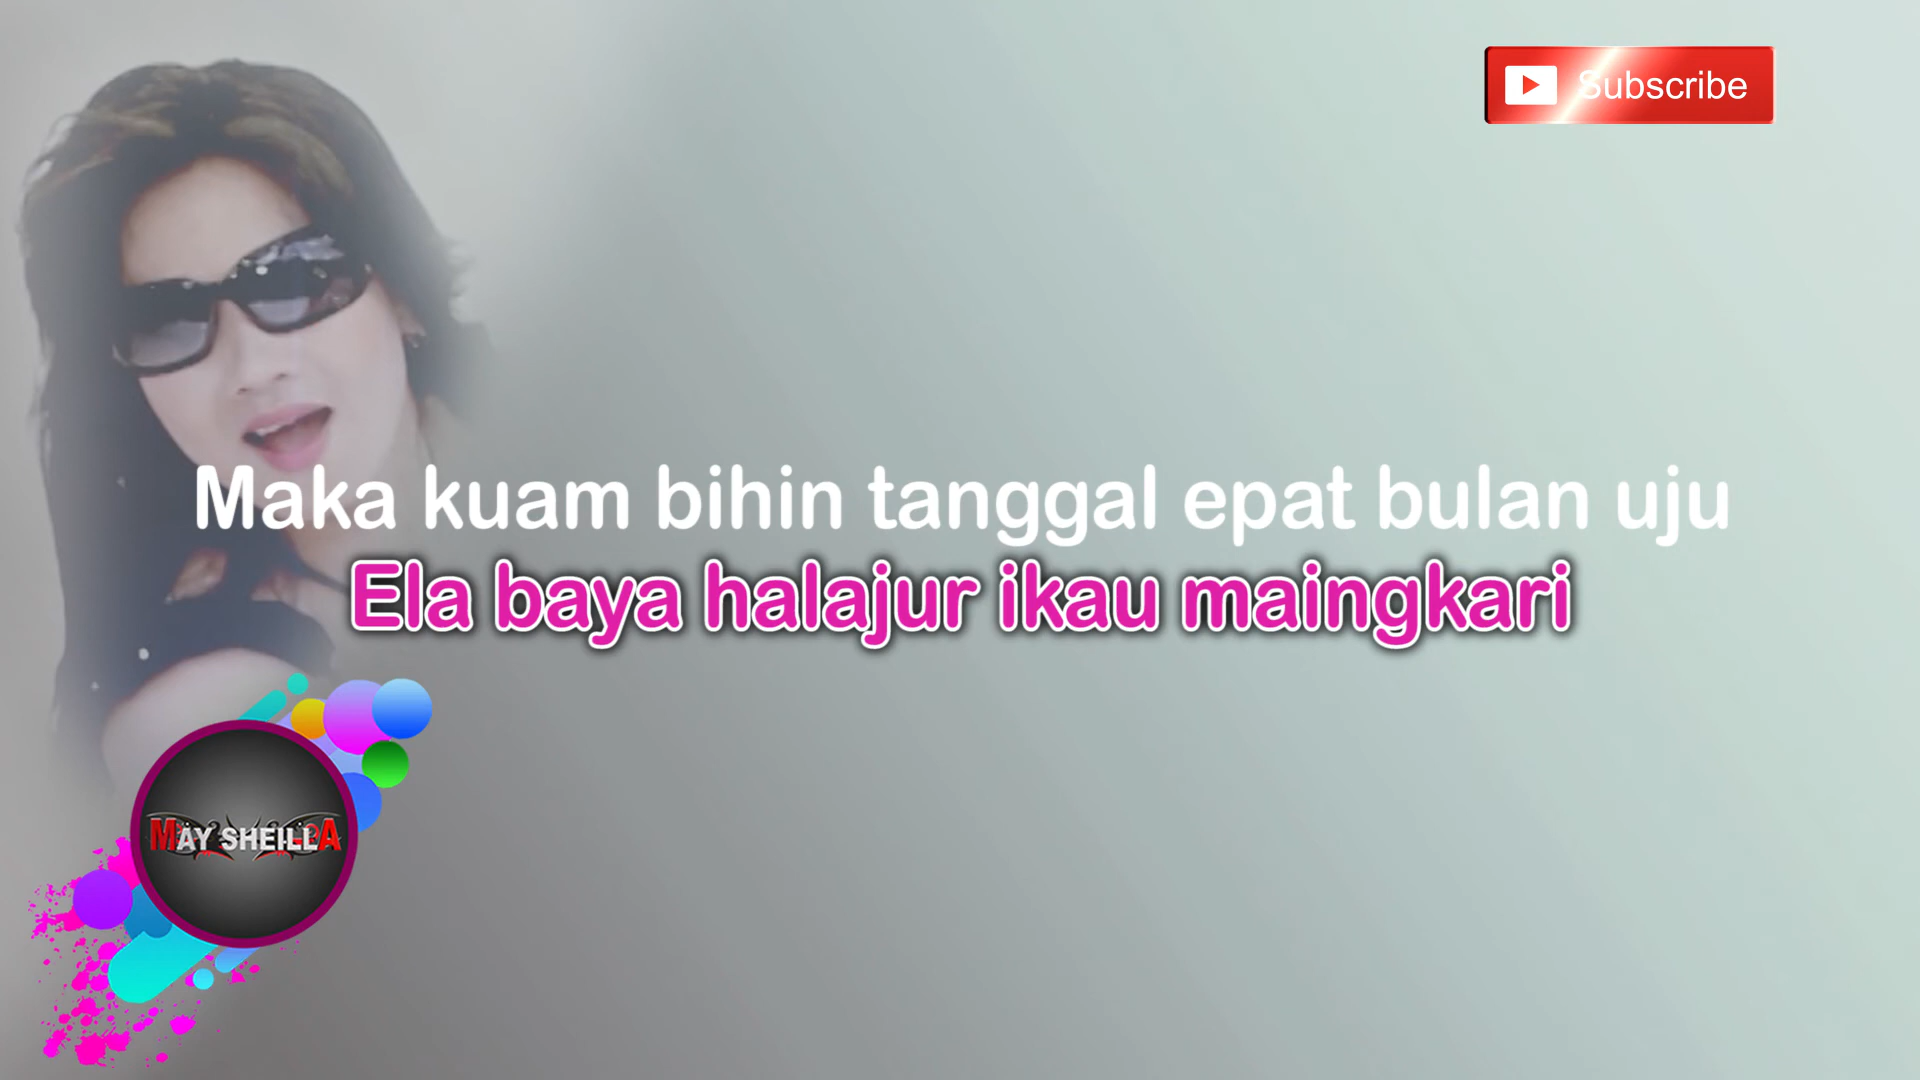 Subscribe
Maka kuam bihin tanggal epat bulan uju
Ela baya halajur ikau maingkari
MAY SHEILLA